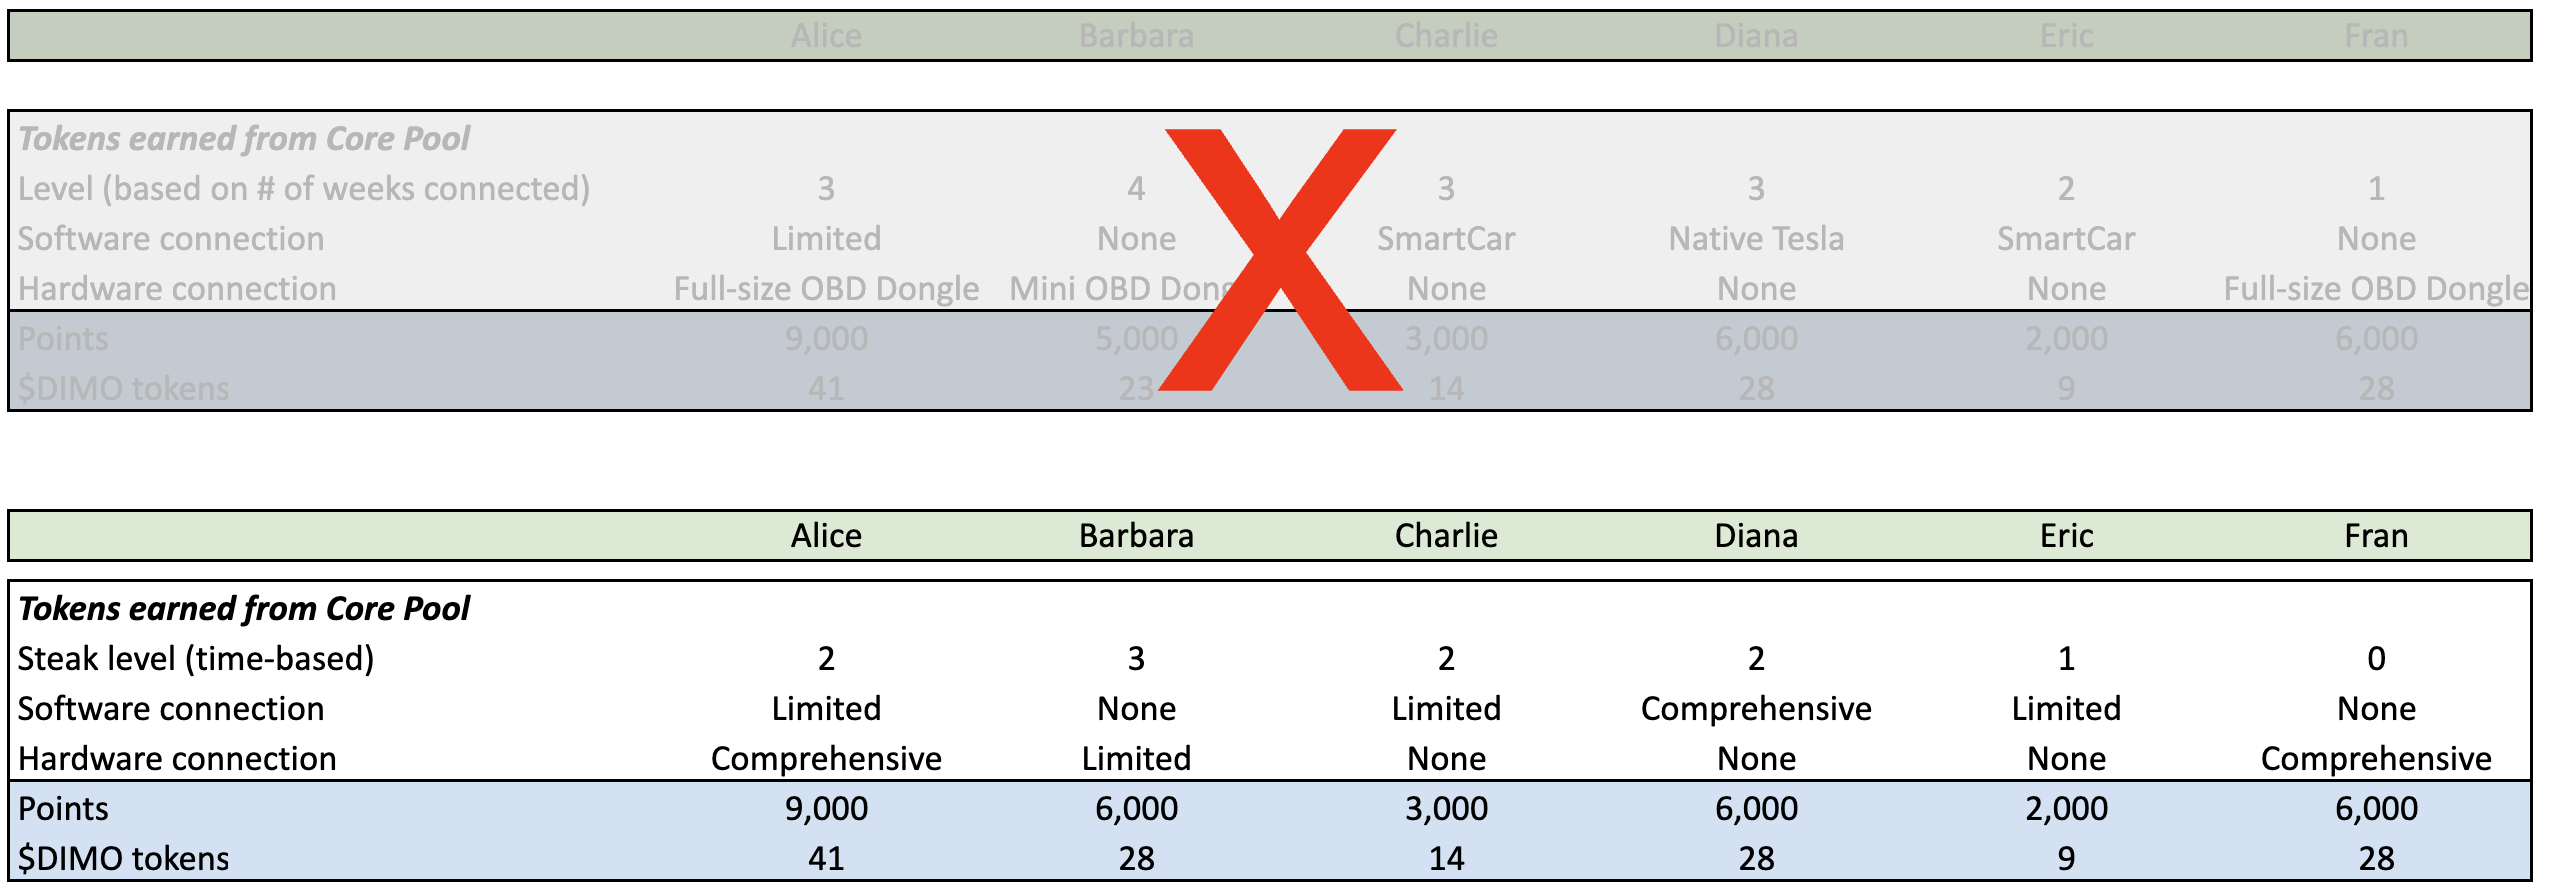 Alice Barbara Charlie Diana Eric Fran
Tokens earned from Core Pool
Level (based on # of weeks connected) 3 4 3 3 2 1
Software connection Limited None SmartCar Native Tesla SmartCar None
Hardware connection Full-size OBD Dongle Mini OBD Dong None None None Full-size OBD Dongle
Points 9,000 5,000 3,000 6,000 2,000 6,000
$DIMO tokens 41 23 14 28 9 28
X
Alice Barbara Charlie Diana Eric Fran
Tokens earned from Core Pool
Steak level (time-based) 2 3 2 2 1 0
Software connection Limited None Limited Comprehensive Limited None
Hardware connection Comprehensive Limited None None None Comprehensive
Points 9,000 6,000 3,000 6,000 2,000 6,000
$DIMO tokens 41 28 14 28 9 28